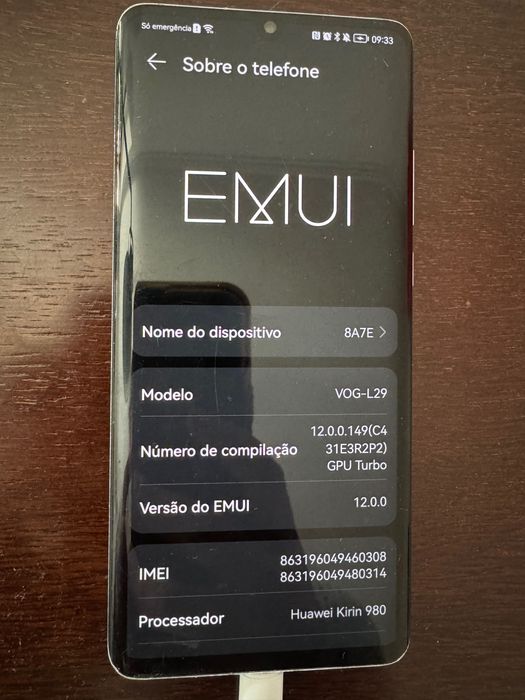 Só emergência
09:33
Sobre o telefone
EMUI
Nome do dispositivo 8A7E
Modelo VOG-L29
Número de compilação 12.0.0.149(C4
31E3R2P2)
GPU Turbo
Versão do EMUI 12.0.0
IMEI 863196049460308
863196049480314
Processador Huawei Kirin 980